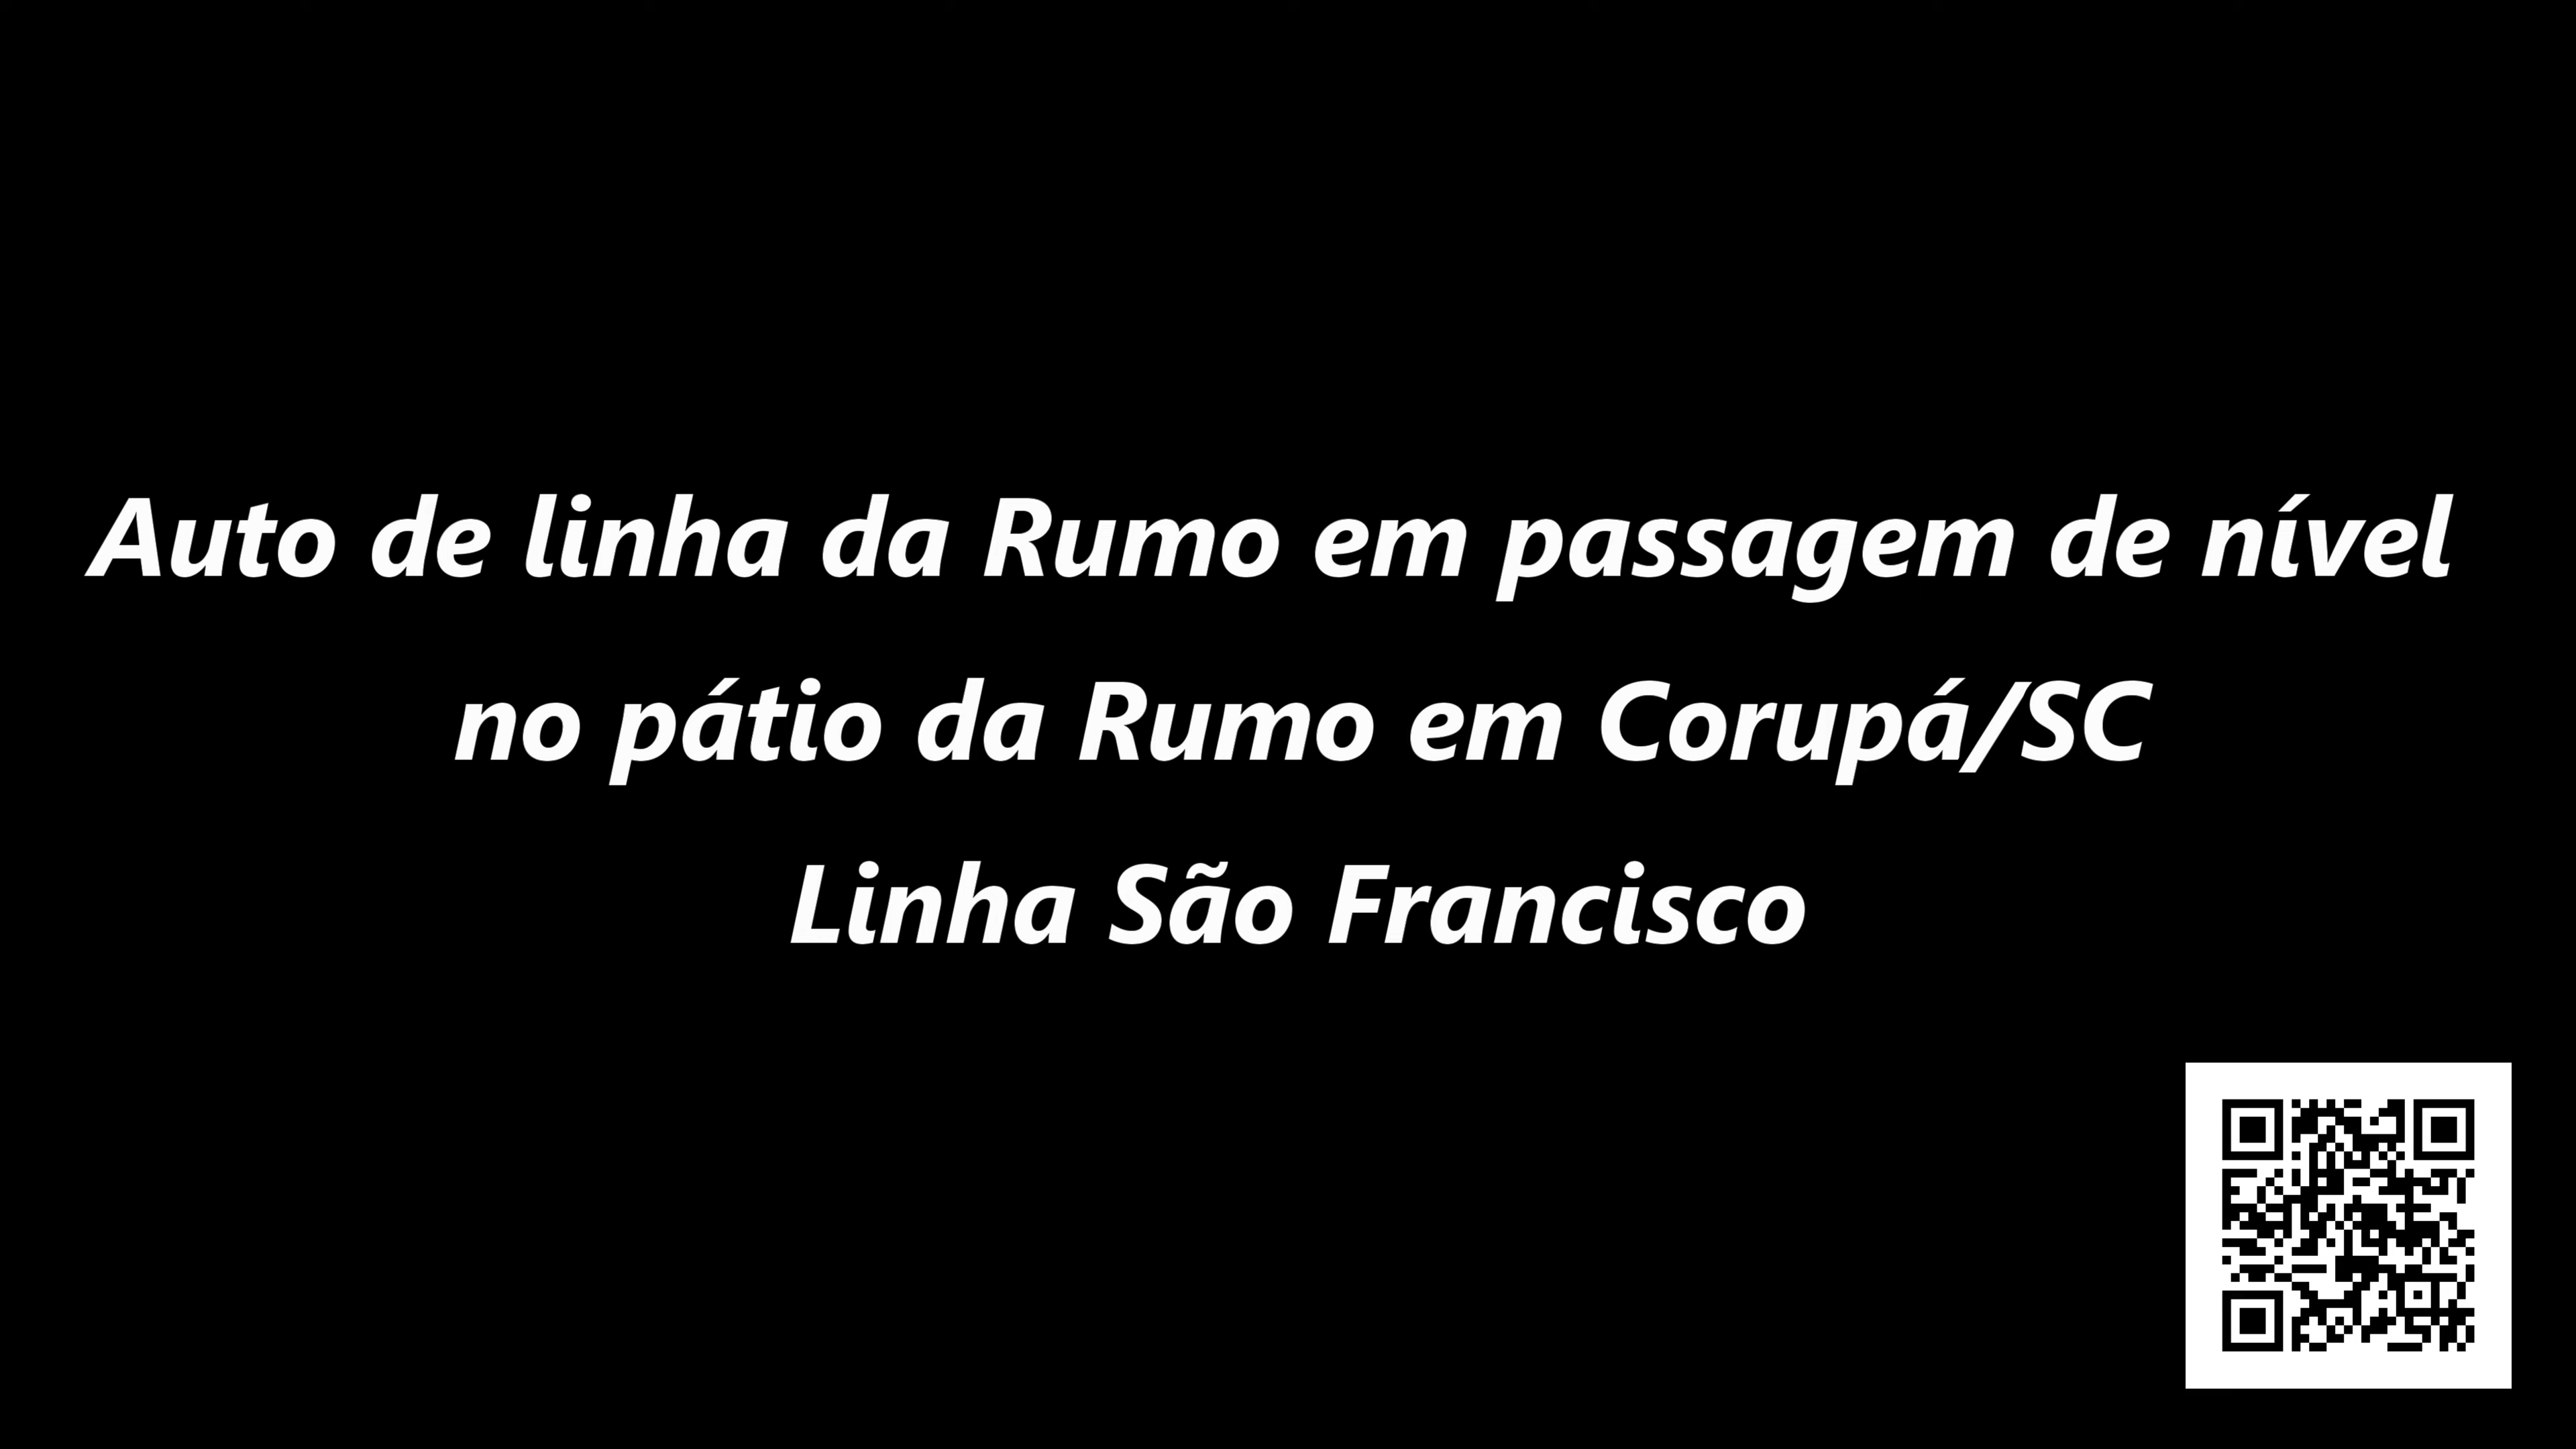 Auto de linha da Rumo em passagem de nível
no pátio da Rumo em Corupá/SC
Linha São Francisco